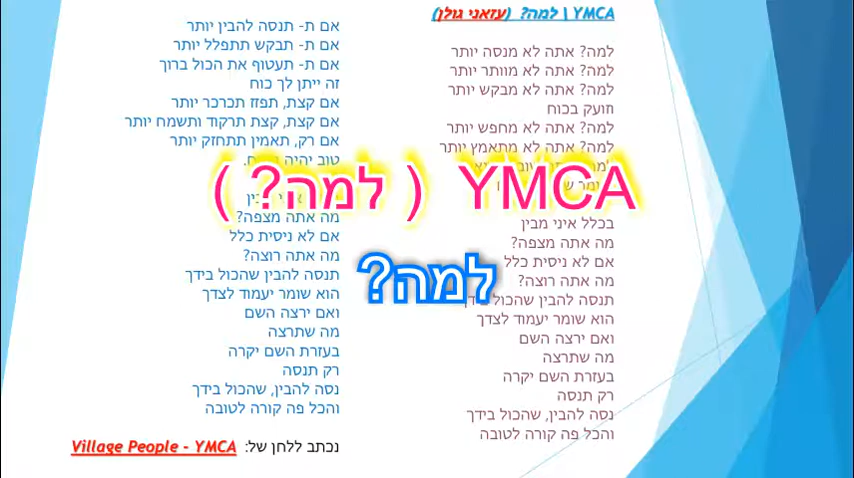 YMCA | למה? (עזאני גולן)
למה? אתה לא מנסה יותר
למה? אתה לא מוותר יותר
למה? אתה לא מבקש יותר
וזועק בכוח
למה? אתה לא מחפש יותר
למה? אתה לא מתאמץ יותר
בכלל איני מבין
מה אתה מצפה?
אם לא ניסית כלל
מה אתה רוצה?
תנסה להבין שהכול בידך
הוא שומר יעמוד לצדך
ואם ירצה השם
מה שתרצה
בעזרת השם יקרה
רק תנסה
נסה להבין, שהכול בידך
והכל פה קורה לטובה
אם ת- תנסה להבין יותר
אם ת- תבקש תתפלל יותר
אם ת- תעטוף את הכול ברוך
זה ייתן לך כוח
אם קצת, תפזז תכרכר יותר
אם קצת, קצת תרקוד ותשמח יותר
אם רק, תאמין תתחזק יותר
טוב יהיה
מה אתה מצפה?
אם לא ניסית כלל
מה אתה רוצה?
תנסה להבין שהכול בידך
הוא שומר יעמוד לצדך
ואם ירצה השם
מה שתרצה
בעזרת השם יקרה
רק תנסה
נסה להבין, שהכול בידך
והכל פה קורה לטובה
נכתב ללחן של: Village People - YMCA
YMCA ( למה? )
למה?